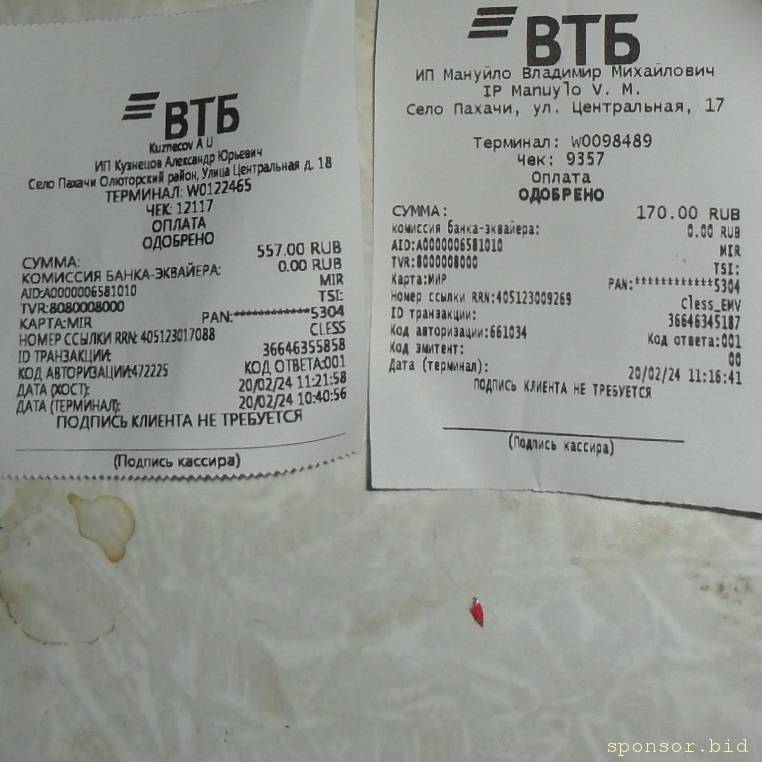 ВТБ
Kuznecov A U
ИП Кузнецов Александр Юрьевич
Село Пахачи Олюторский район, Улица Центральная д. 18
ТЕРМИНАЛ: W0122465
ЧЕК: 12117
ОПЛАТА
ОДОБРЕНО
СУММА: 557.00 RUB
КОМИССИЯ БАНКА-ЭКВАЙЕРА: 0.00 RUB
AID:A0000006581010 MIR
TVR:8080008000 TSI:
КАРТА:MIR PAN:************5304
НОМЕР ССЫЛКИ RRN: 405123017088 CLESS
ID ТРАНЗАКЦИИ: 36646355858
КОД АВТОРИЗАЦИИ:472225 КОД ОТВЕТА:001
ДАТА (ХОСТ): 20/02/24 11:21:58
ДАТА (ТЕРМИНАЛ): 20/02/24 10:40:56
ПОДПИСЬ КЛИЕНТА НЕ ТРЕБУЕТСЯ
(Подпись кассира)
ВТБ
ИП Мануйло Владимир Михайлович
IP Manuylo V. M.
Село Пахачи, ул. Центральная, 17
Терминал: W0098489
Чек: 9357
Оплата
ОДОБРЕНО
СУММА: 170.00 RUB
комиссия банка-эквайера: 0.00 RUB
AID:A0000006581010 MIR
TVR:8000008000 TSI:
Карта:МИР PAN:************5304
Номер ссылки RRN:405123009269 Cless_EMV
ID транзакции: 36646345187
Код авторизации:661034 Код ответа:001
Код эмитент: 00
Дата (терминал): 20/02/24 11:16:41
ПОДПИСЬ КЛИЕНТА НЕ ТРЕБУЕТСЯ
(Подпись кассира)
sponsor.bid